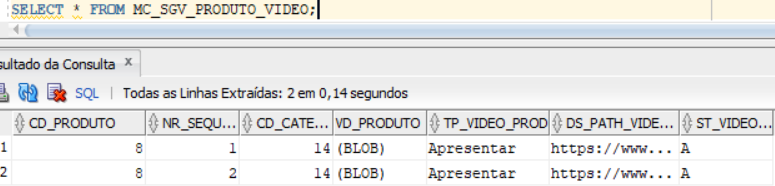 SELECT * FROM MC_SGV_PRODUTO_VIDEO;
sultado da Consulta x
SQL | Todas as Linhas Extraídas: 2 em 0,14 segundos
CD_PRODUTO NR_SEQU... CD_CATE... VD_PRODUTO TP_VIDEO_PROD DS_PATH_VIDE... ST_VIDEO...
1 8 1 14 (BLOB) Apresentar https://www... A
2 8 2 14 (BLOB) Apresentar https://www... A